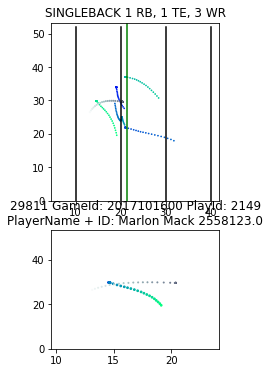 SINGLEBACK 1 RB, 1 TE, 3 WR
50
40
30
20
10
0
10 20 30 40
29811 GameId: 2017101600 PlayId: 2149
PlayerName + ID: Marlon Mack 2558123.0
40
20
0
10 15 20